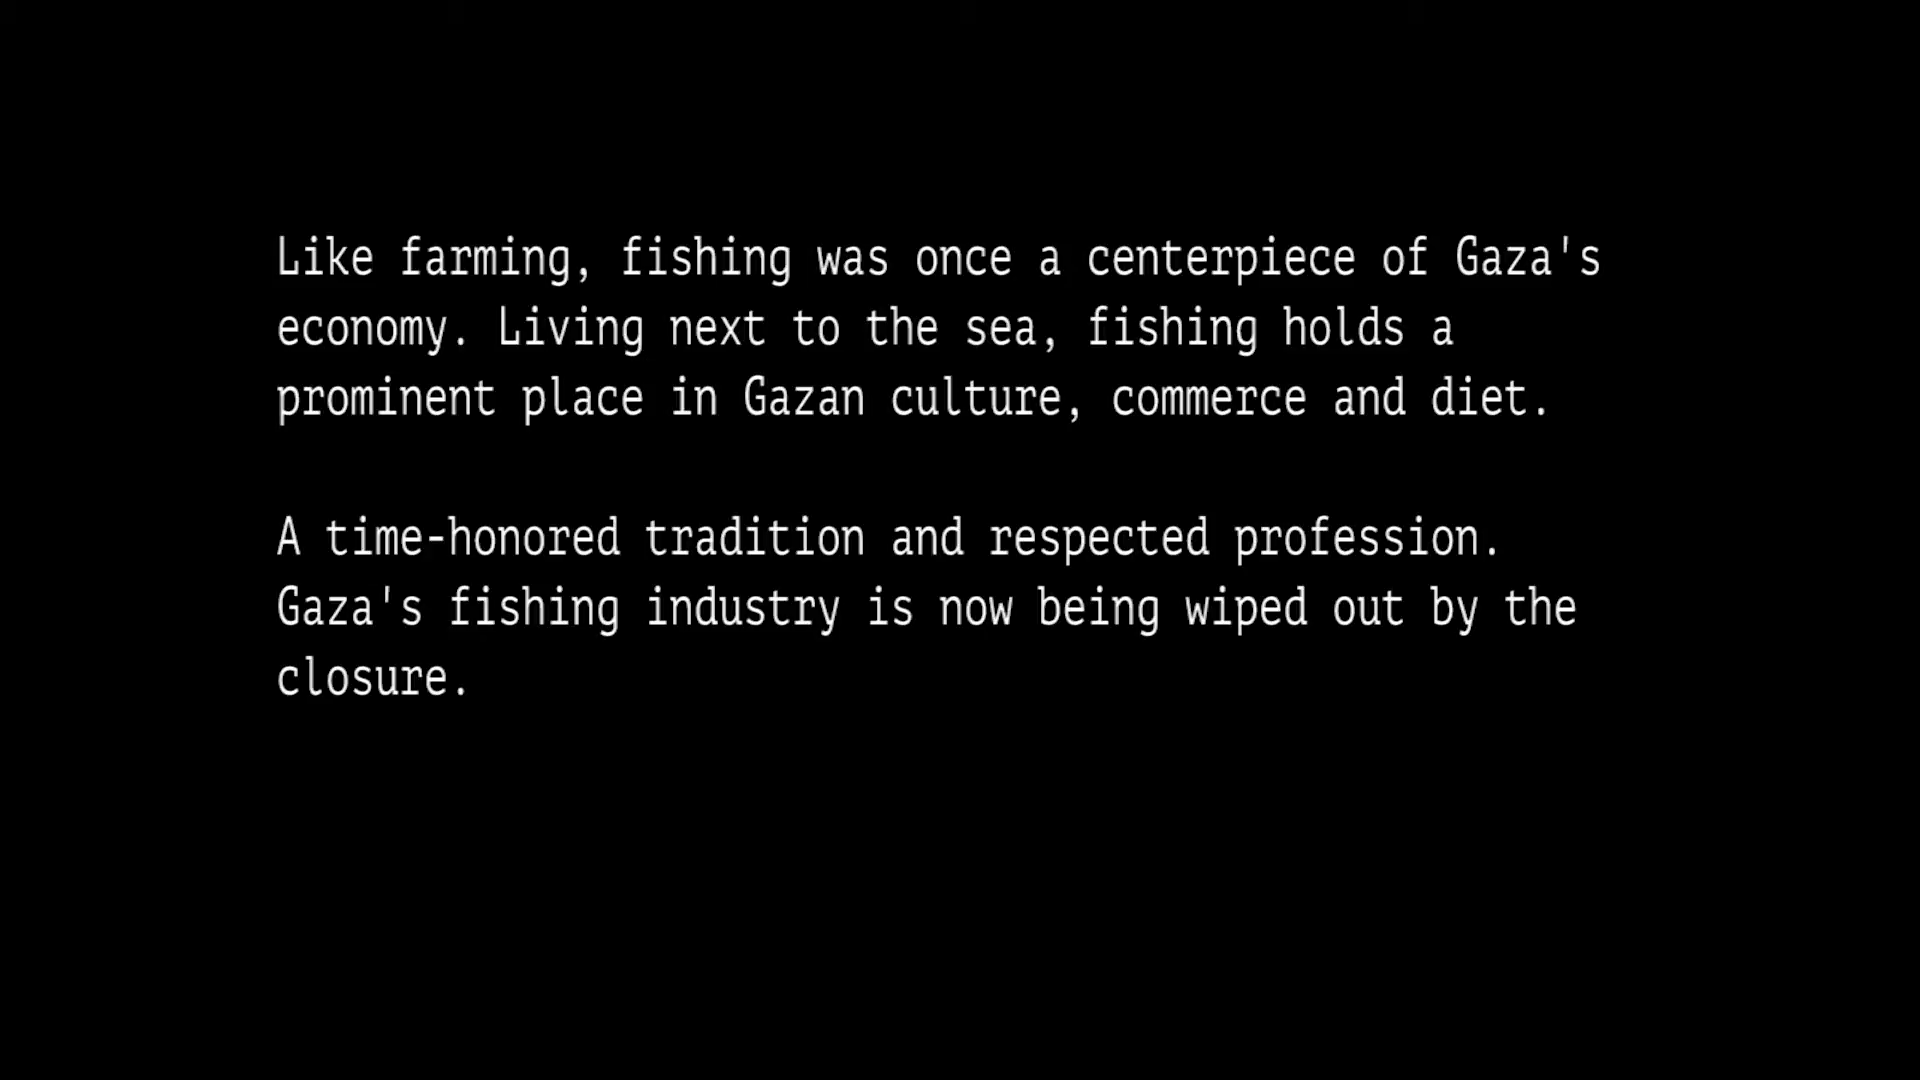 Like farming, fishing was once a centerpiece of Gaza's
economy. Living next to the sea, fishing holds a
prominent place in Gazan culture, commerce and diet.
A time-honored tradition and respected profession.
Gaza's fishing industry is now being wiped out by the
closure.